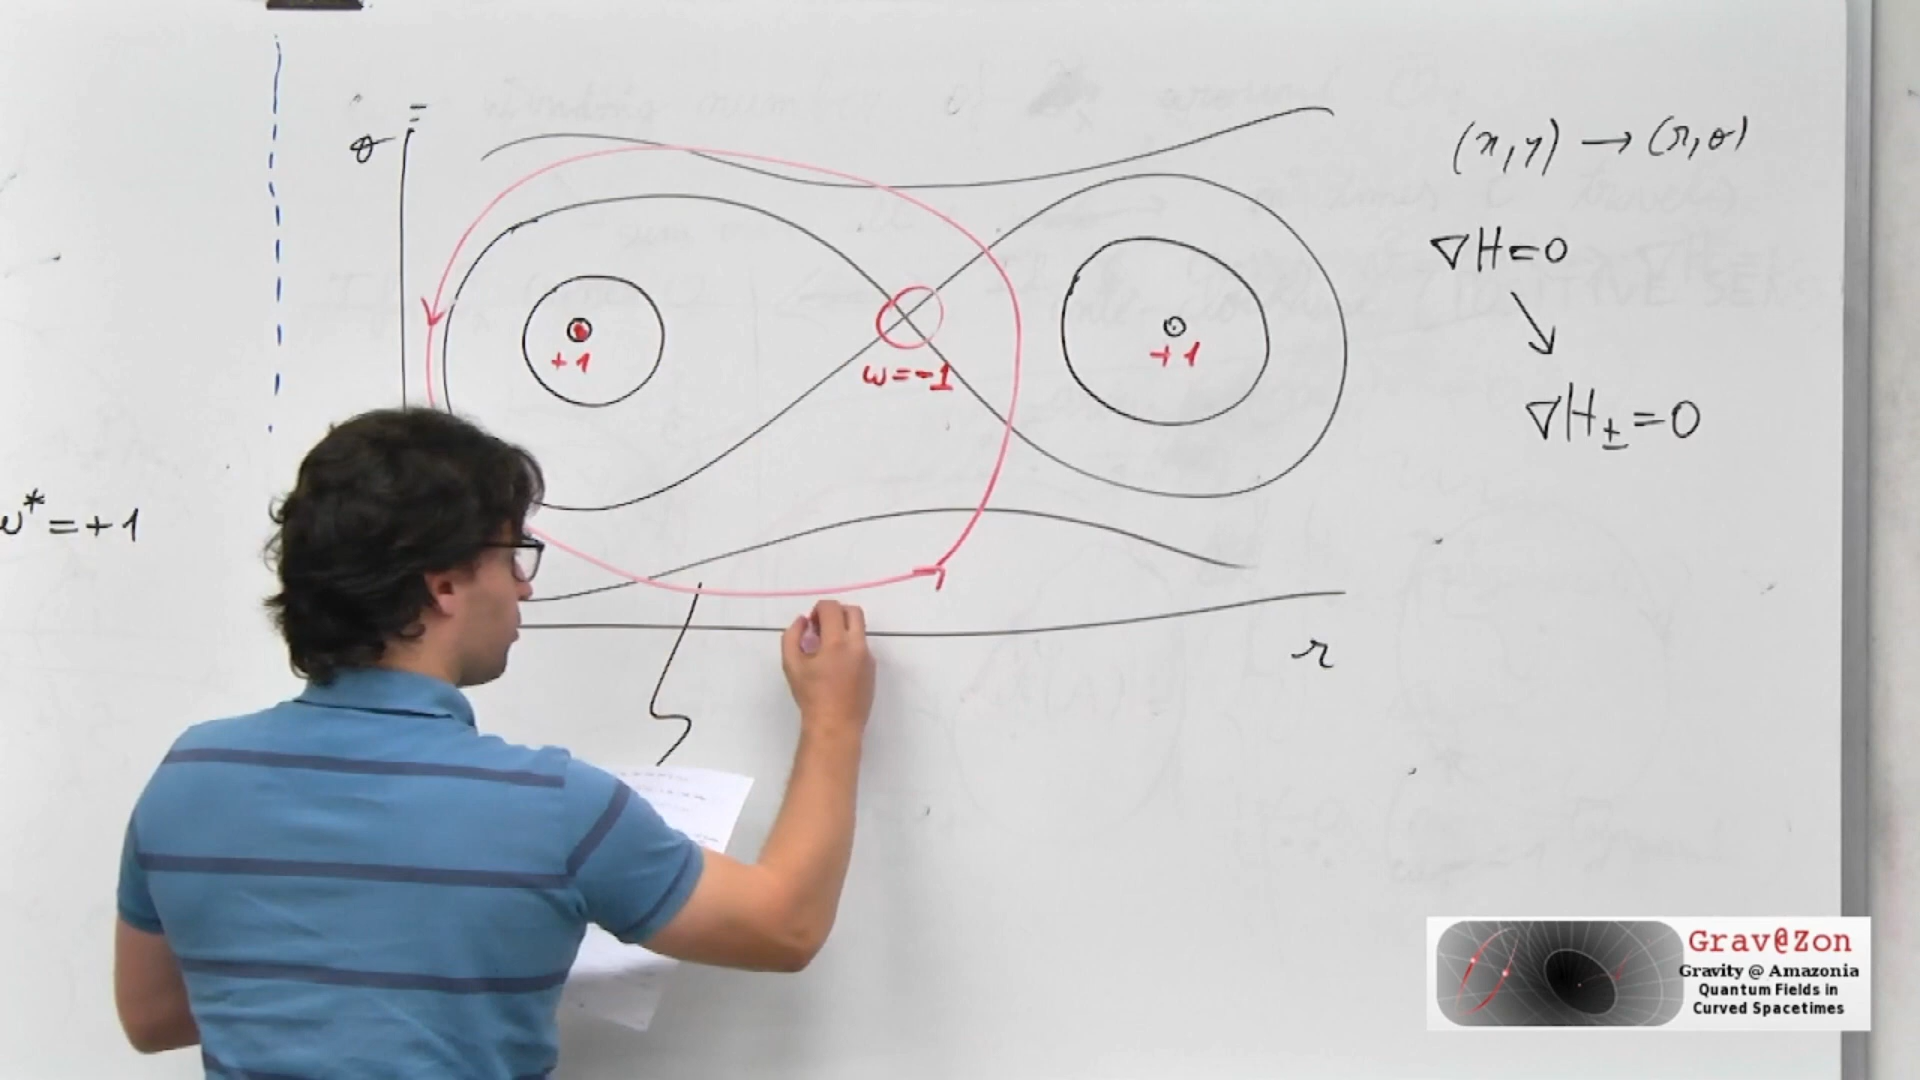 θ
(x,y) → (r,θ)
∇H=0
∇H±=0
+1
ω=-1
+1
ω*=+1
r
Grav@Zon
Gravity @ Amazonia
Quantum Fields in
Curved Spacetimes